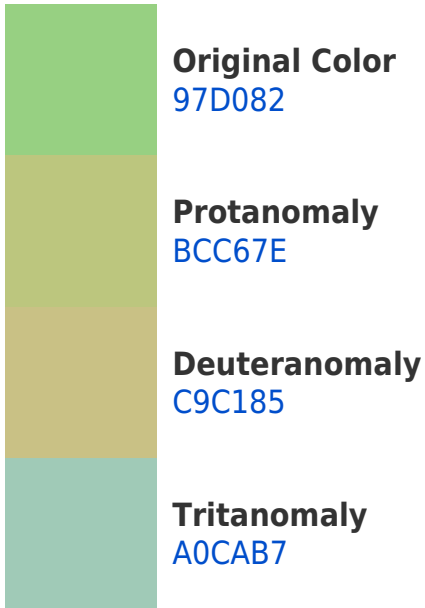 Original Color
97D082
Protanomaly
BCC67E
Deuteranomaly
C9C185
Tritanomaly
A0CAB7